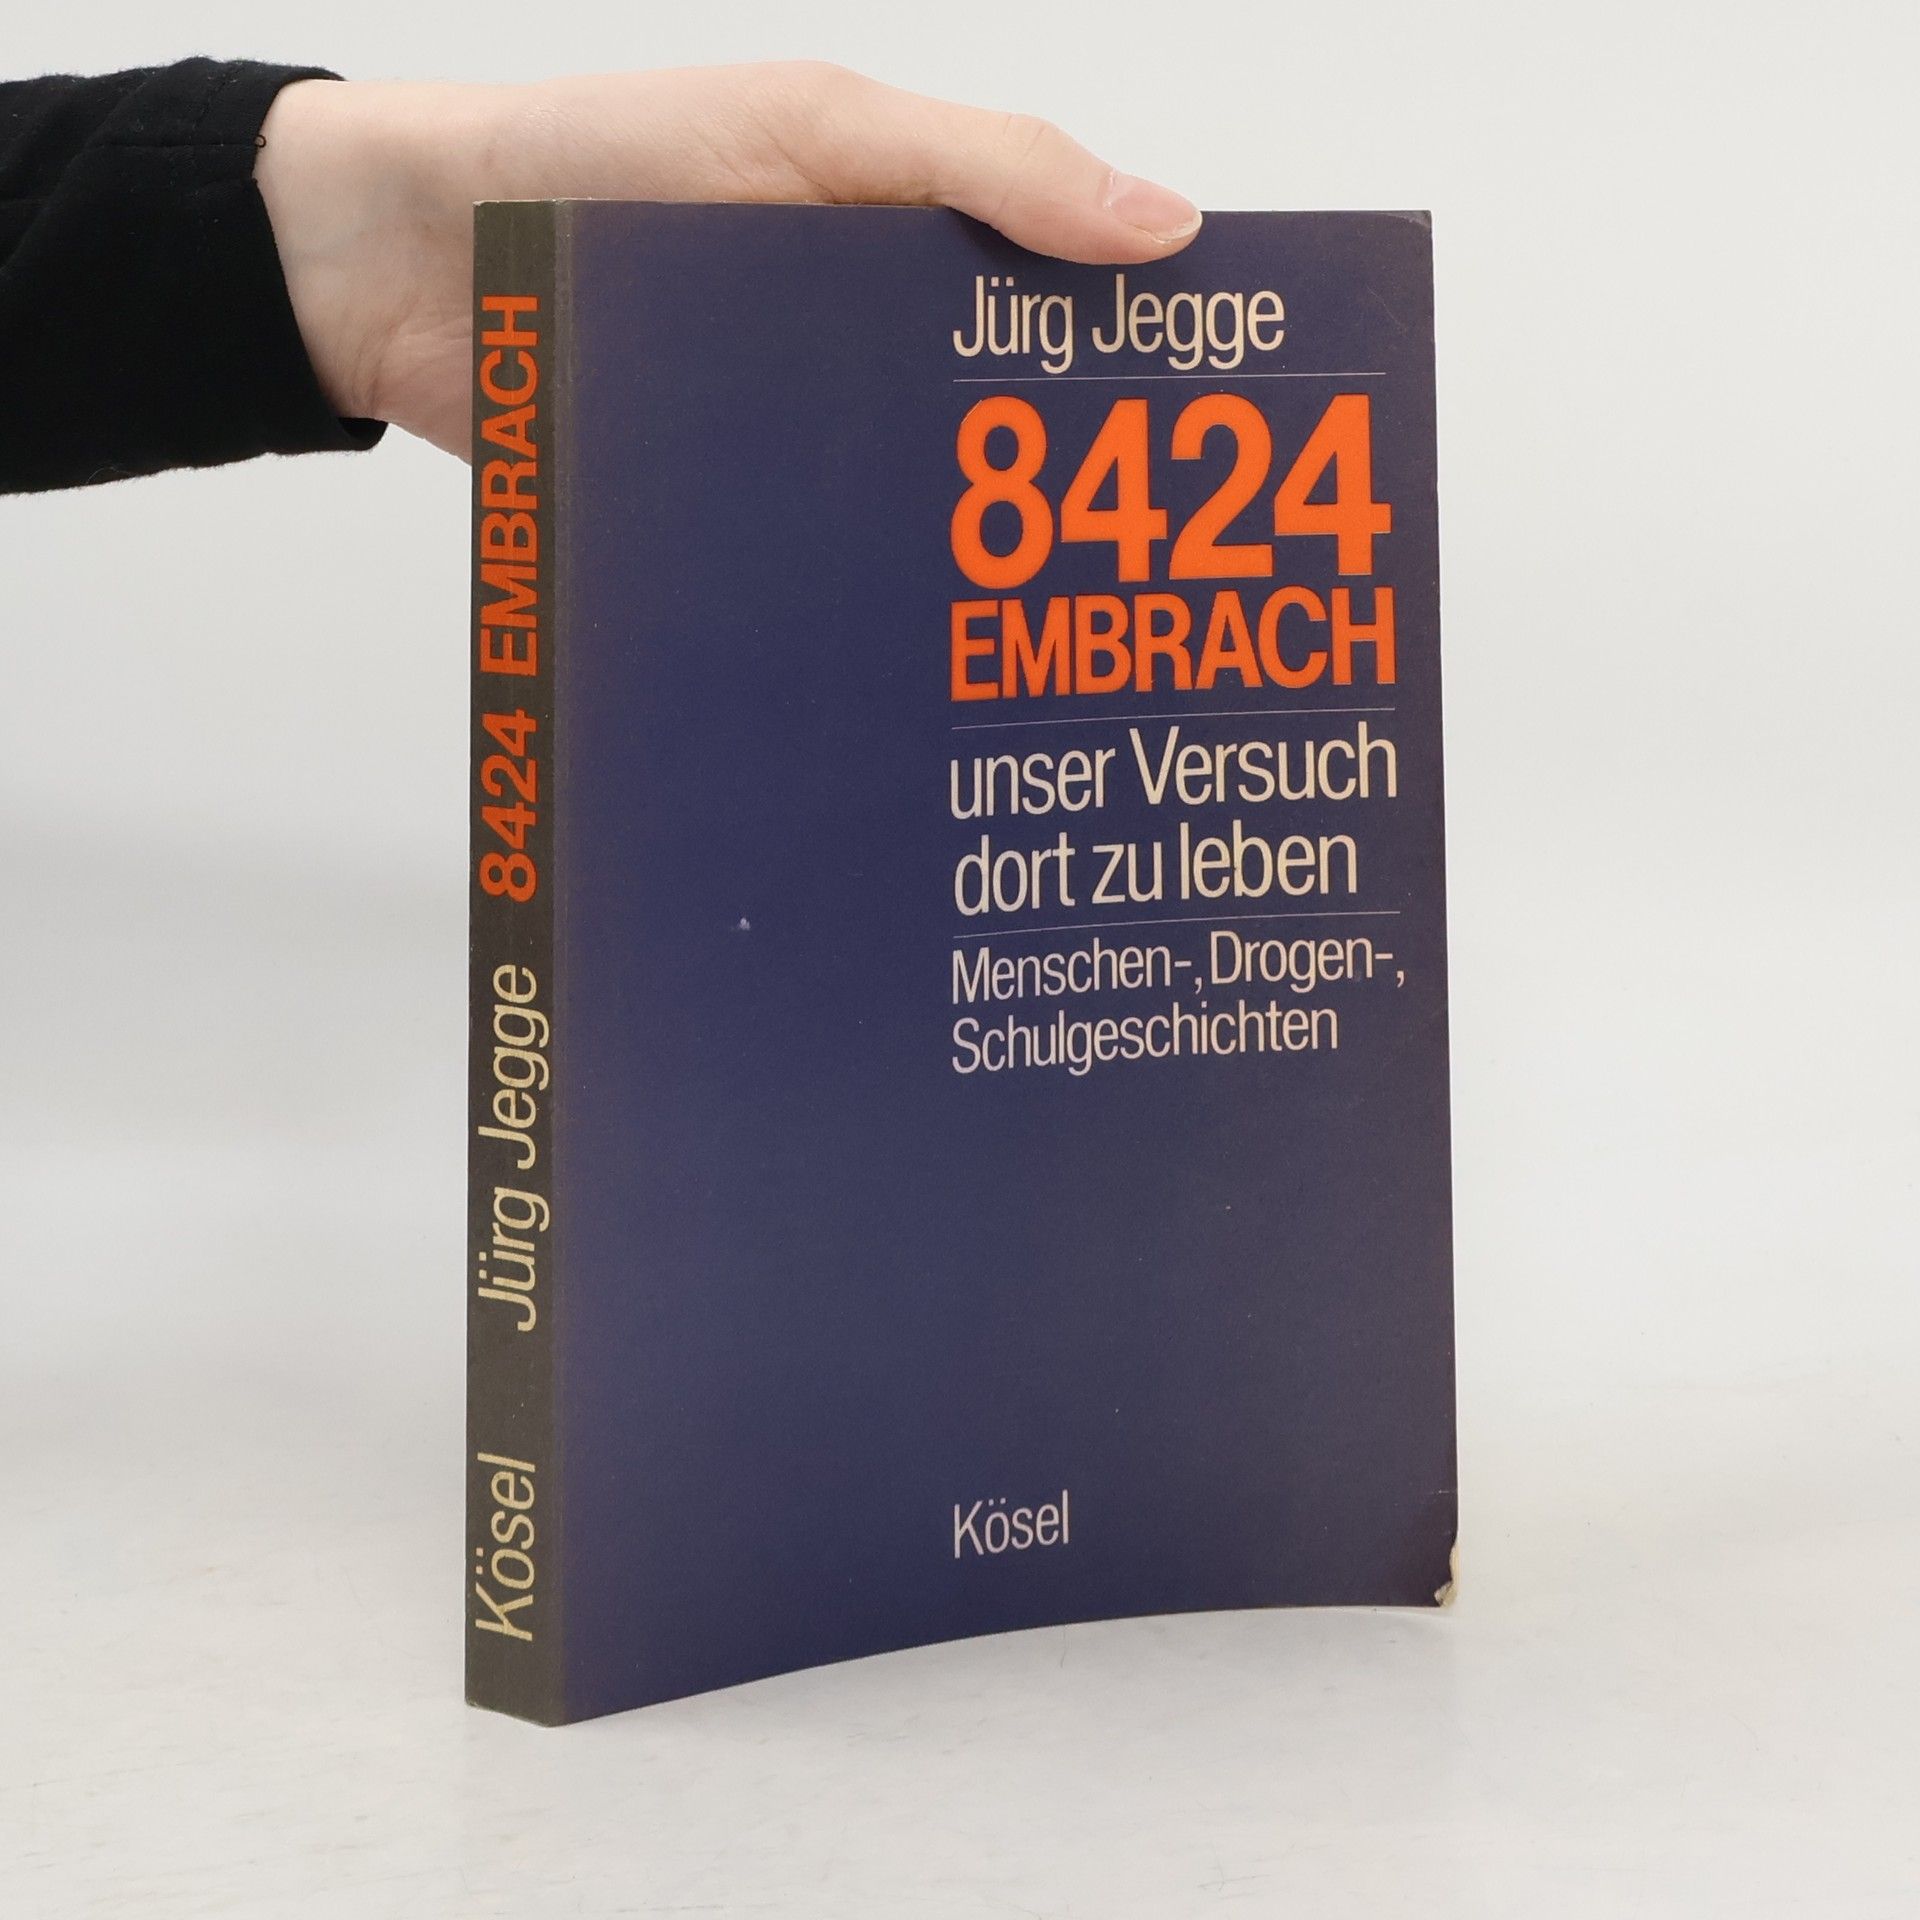 Jürg Jegge
8424
EMBRACH
unser Versuch
dort zu leben
Menschen-, Drogen-,
Schulgeschichten
Kösel
Kösel Jürg Jegge 8424 EMBRACH